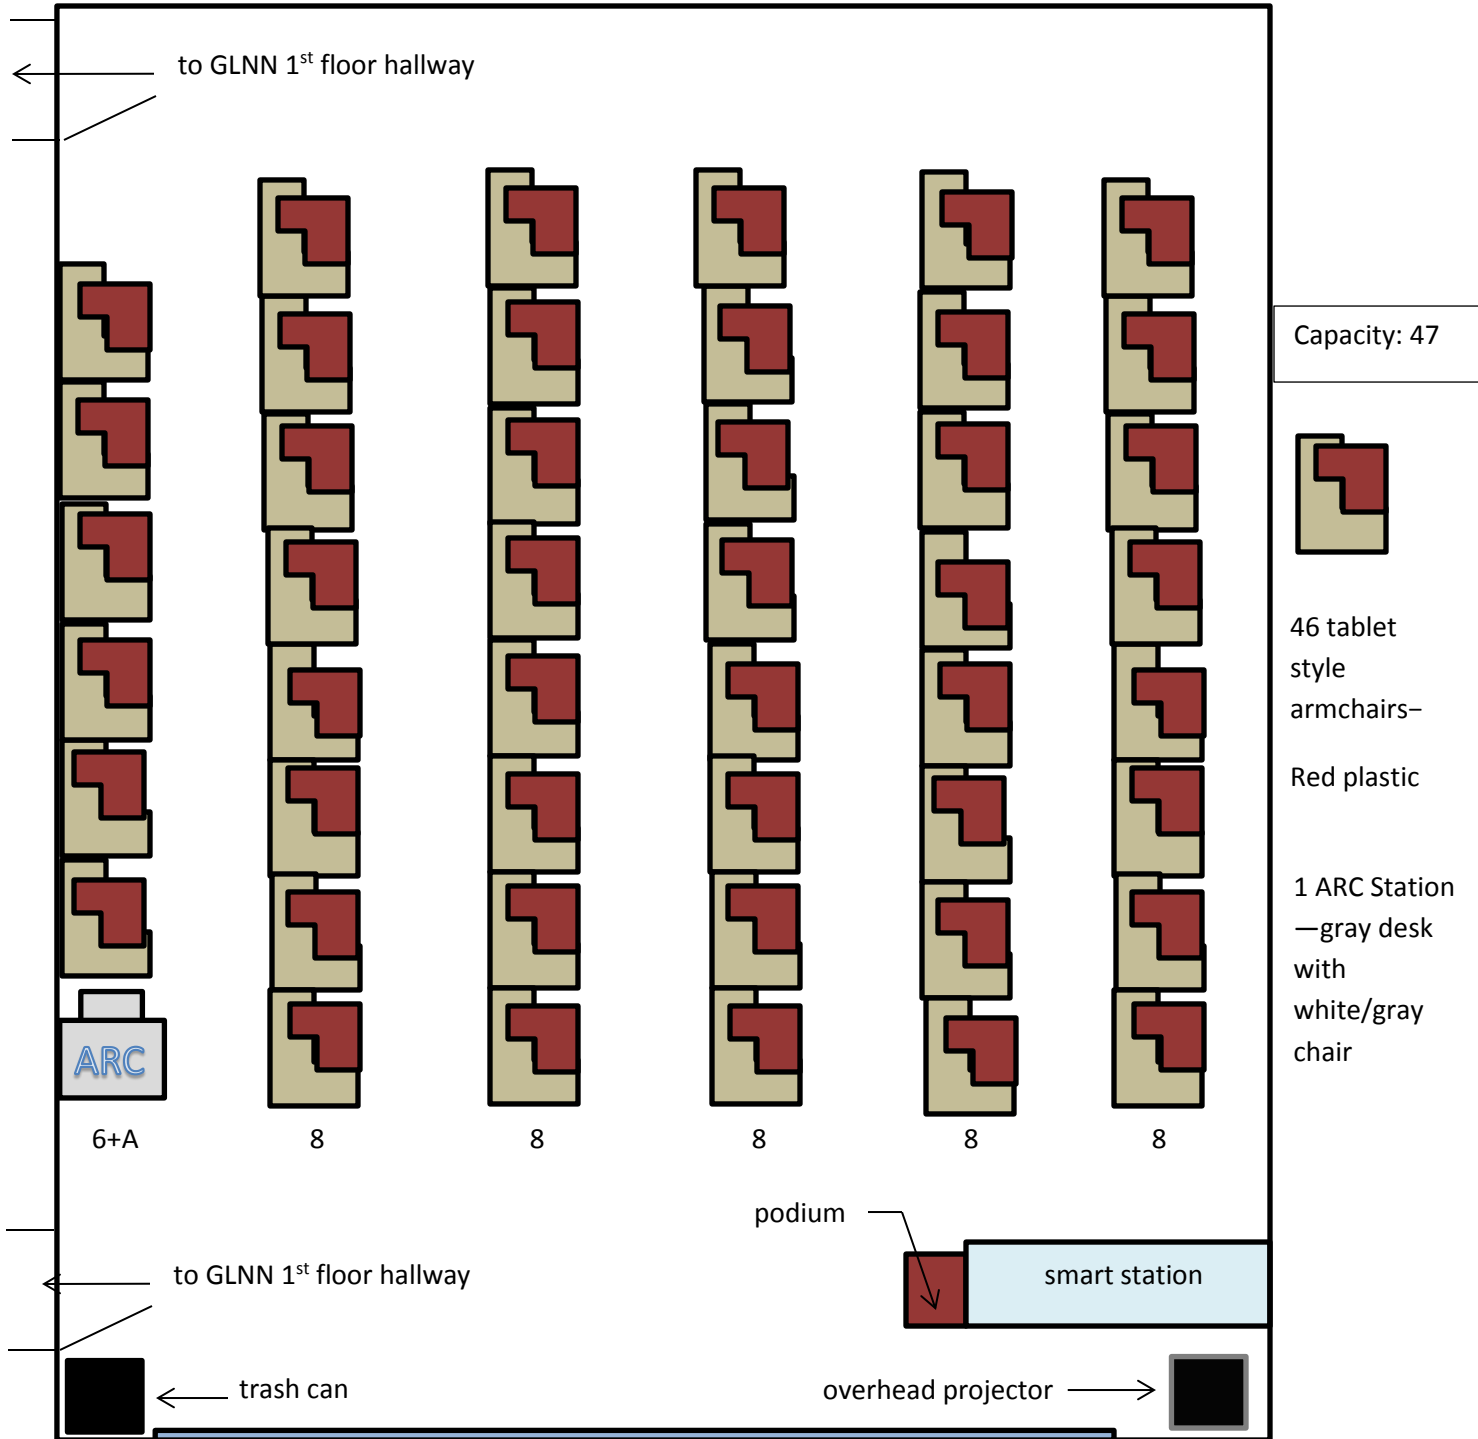 to GLNN 1st floor hallway
Capacity: 47
46 tablet
style
armchairs–
Red plastic
1 ARC Station
—gray desk
with
white/gray
chair
ARC
6+A
8
8
8
8
8
podium
to GLNN 1st floor hallway
smart station
trash can
overhead projector